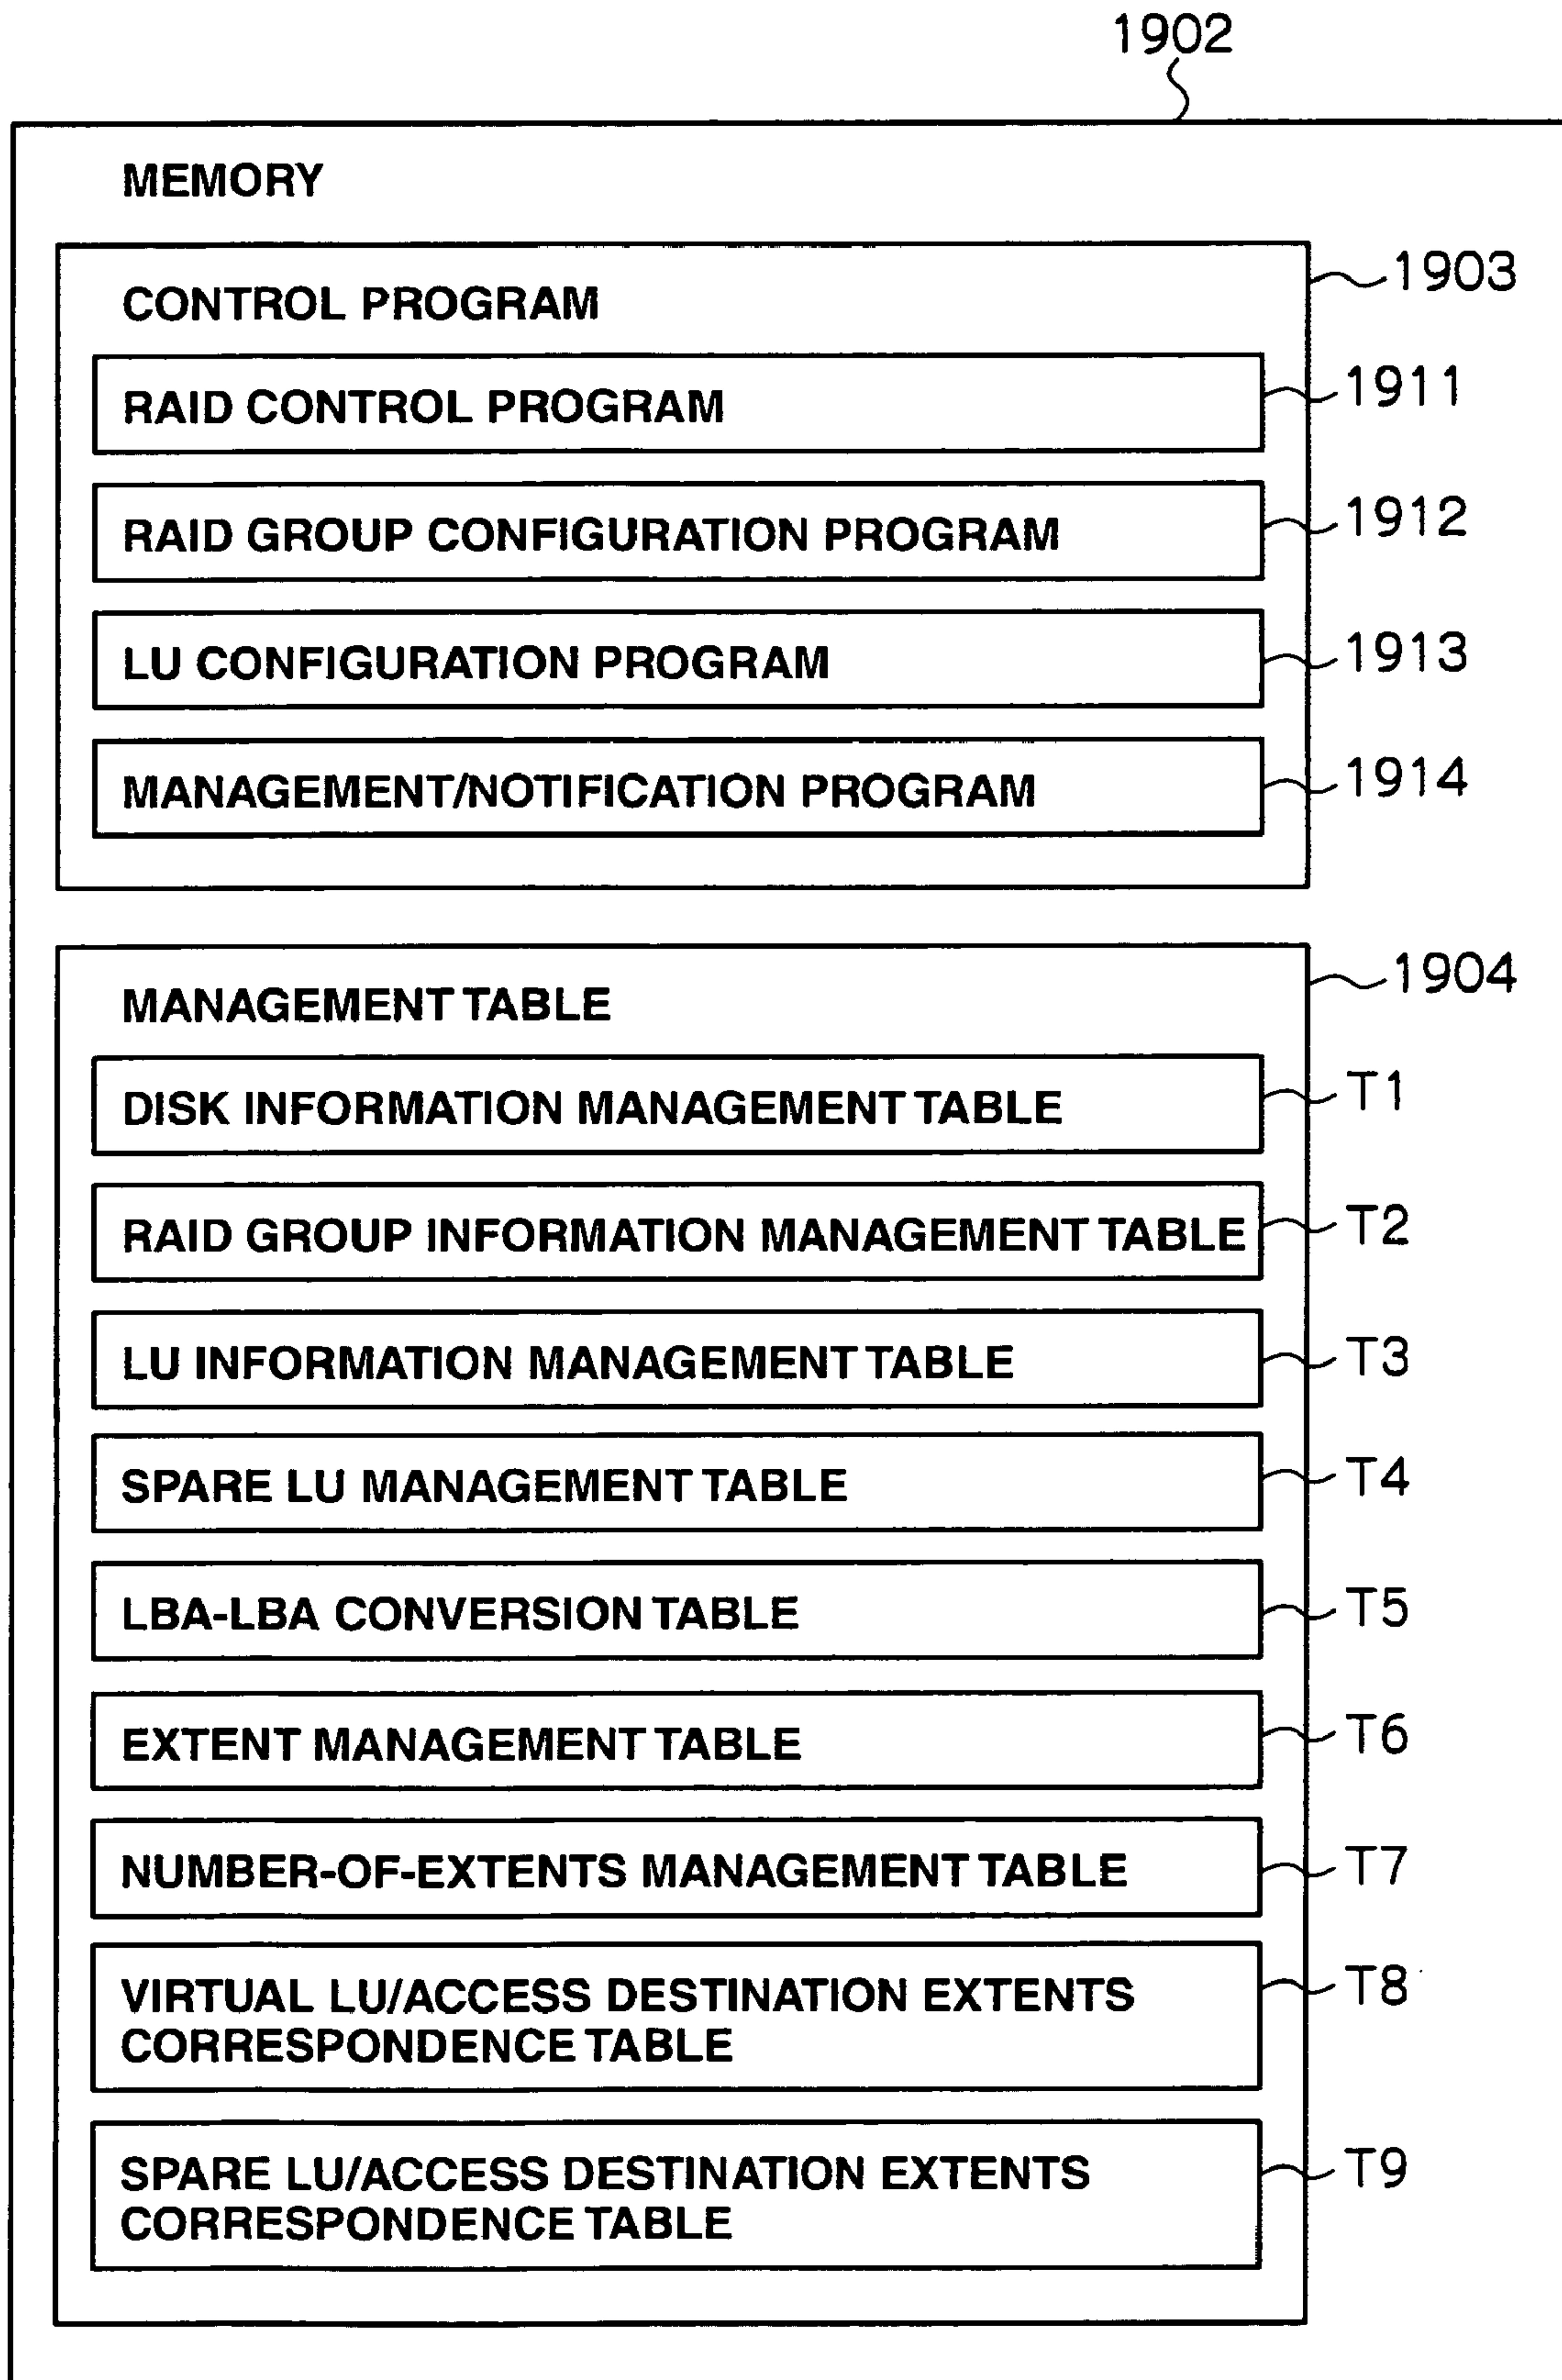 1902
MEMORY
CONTROL PROGRAM
1903
RAID CONTROL PROGRAM
1911
RAID GROUP CONFIGURATION PROGRAM
1912
LU CONFIGURATION PROGRAM
1913
MANAGEMENT/NOTIFICATION PROGRAM
1914
MANAGEMENT TABLE
1904
DISK INFORMATION MANAGEMENT TABLE
T1
RAID GROUP INFORMATION MANAGEMENT TABLE
T2
LU INFORMATION MANAGEMENT TABLE
T3
SPARE LU MANAGEMENT TABLE
T4
LBA-LBA CONVERSION TABLE
T5
EXTENT MANAGEMENT TABLE
T6
NUMBER-OF-EXTENTS MANAGEMENT TABLE
T7
VIRTUAL LU/ACCESS DESTINATION EXTENTS
CORRESPONDENCE TABLE
T8
SPARE LU/ACCESS DESTINATION EXTENTS
CORRESPONDENCE TABLE
T9